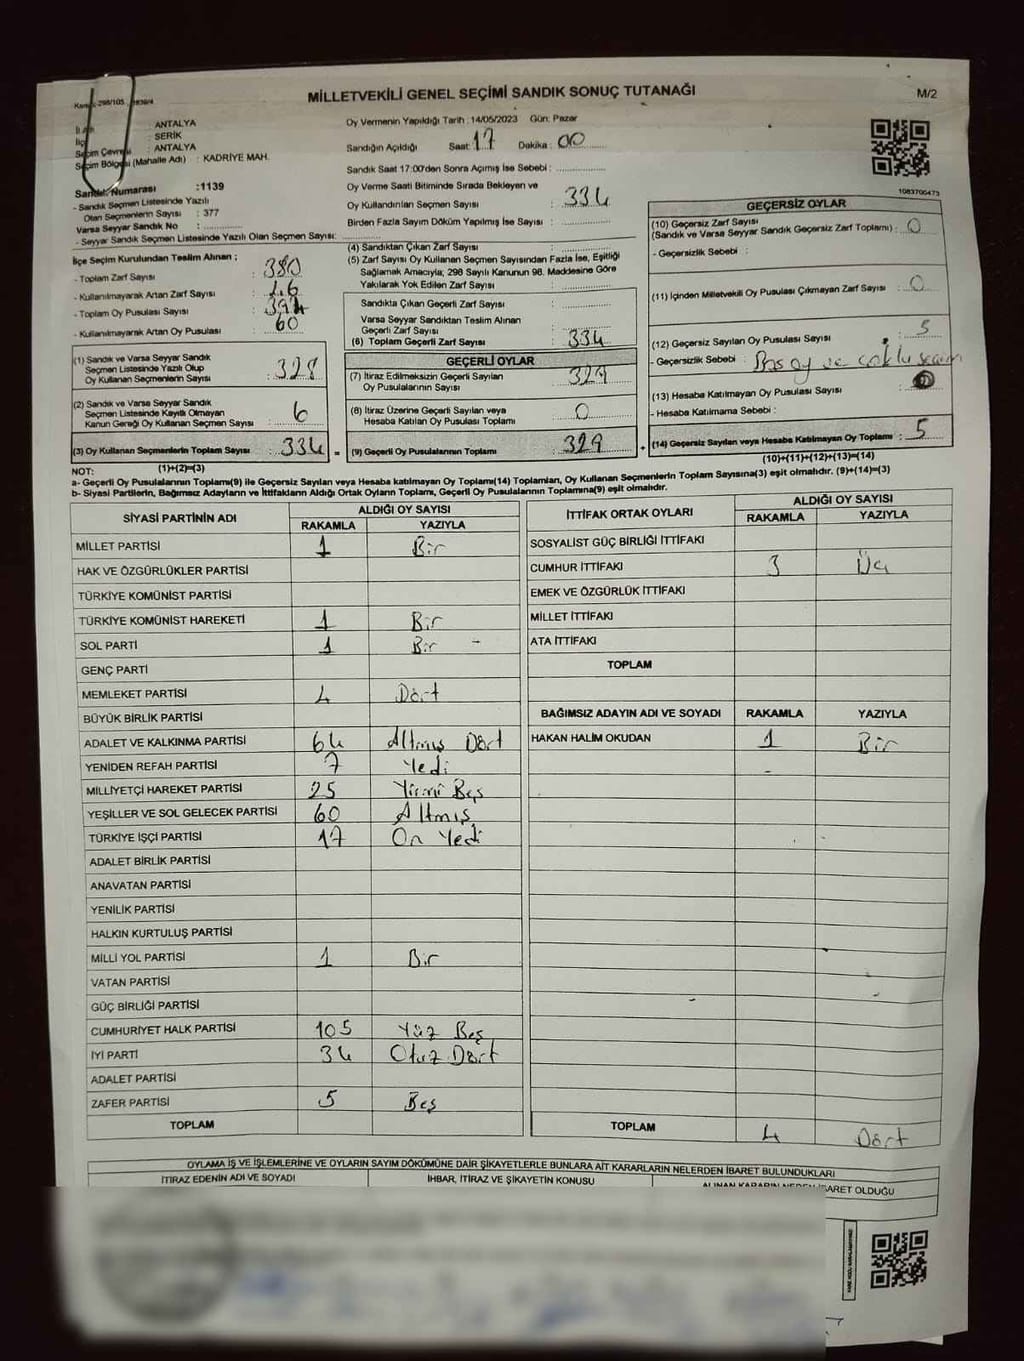 MİLLETVEKİLİ GENEL SEÇİMİ SANDIK SONUÇ TUTANAĞI
M/2
298/105
ANTALYA
SERİK
Seçim Çevresi : ANTALYA
Seçim Bölgesi (Mahalle Adı) : KADRİYE MAH.
Sandık Numarası :1139
- Sandık Seçmen Listesinde Yazılı
Olan Seçmenlerin Sayısı : 377
Varsa Seyyar Sandık No :
- Seyyar Sandık Seçmen Listesinde Yazılı Olan Seçmen Sayısı:
İlçe Seçim Kurulundan Teslim Alınan ;
- Toplam Zarf Sayısı : 380
- Kullanılmayarak Artan Zarf Sayısı :
- Toplam Oy Pusulası Sayısı :
- Kullanılmayarak Artan Oy Pusulası : 60
(1) Sandık ve Varsa Seyyar Sandık
Seçmen Listesinde Yazılı Olup
Oy Kullanan Seçmenlerin Sayısı : 328
(2) Sandık ve Varsa Seyyar Sandık
Seçmen Listesinde Kayıtlı Olmayan
Kanun Gereği Oy Kullanan Seçmen Sayısı : 6
(3) Oy Kullanan Seçmenlerin Toplam Sayısı : 334 =
(1)+(2)=(3)
Oy Vermenin Yapıldığı Tarih : 14/05/2023 Gün: Pazar
Sandığın Açıldığı Saat: 17 Dakika : 00
Sandık Saat 17:00'den Sonra Açılmış İse Sebebi :
Oy Verme Saati Bitiminde Sırada Bekleyen ve
Oy Kullandırılan Seçmen Sayısı : 334
Birden Fazla Sayım Döküm Yapılmış İse Sayısı :
(4) Sandıktan Çıkan Zarf Sayısı :
(5) Zarf Sayısı Oy Kullanan Seçmen Sayısından Fazla İse, Eşitliği
Sağlamak Amacıyla; 298 Sayılı Kanunun 98. Maddesine Göre
Yakılarak Yok Edilen Zarf Sayısı :
Sandıkta Çıkan Geçerli Zarf Sayısı :
Varsa Seyyar Sandıktan Teslim Alınan
Geçerli Zarf Sayısı :
(6) Toplam Geçerli Zarf Sayısı : 334
GEÇERLİ OYLAR
(7) İtiraz Edilmeksizin Geçerli Sayılan
Oy Pusulalarının Sayısı : 329
(8) İtiraz Üzerine Geçerli Sayılan veya
Hesaba Katılan Oy Pusulası Toplamı : 0
(9) Geçerli Oy Pusulalarının Toplamı : 329 +
1083700473
GEÇERSİZ OYLAR
(10) Geçersiz Zarf Sayısı
(Sandık ve Varsa Seyyar Sandık Geçersiz Zarf Toplamı) : 0
- Geçersizlik Sebebi :
(11) İçinden Milletvekili Oy Pusulası Çıkmayan Zarf Sayısı : 0
(12) Geçersiz Sayılan Oy Pusulası Sayısı : 5
- Geçersizlik Sebebi : Boş oy ve çoklu seçim
(13) Hesaba Katılmayan Oy Pusulası Sayısı :
- Hesaba Katılmama Sebebi :
(14) Geçersiz Sayılan veya Hesaba Katılmayan Oy Toplamı : 5
(10)+(11)+(12)+(13)=(14)
NOT:
a- Geçerli Oy Pusulalarının Toplamı(9) ile Geçersiz Sayılan veya Hesaba katılmayan Oy Toplamı(14) Toplamları, Oy Kullanan Seçmenlerin Toplam Sayısına(3) eşit olmalıdır. (9)+(14)=(3)
b- Siyasi Partilerin, Bağımsız Adayların ve İttifakların Aldığı Ortak Oyların Toplamı, Geçerli Oy Pusulalarının Toplamına(9) eşit olmalıdır.
SİYASİ PARTİNİN ADI
ALDIĞI OY SAYISI
RAKAMLA YAZIYLA
MİLLET PARTİSİ 1 Bir
HAK VE ÖZGÜRLÜKLER PARTİSİ
TÜRKİYE KOMÜNİST PARTİSİ
TÜRKİYE KOMÜNİST HAREKETİ 1 Bir
SOL PARTİ 1 Bir -
GENÇ PARTİ
MEMLEKET PARTİSİ 4 Dört
BÜYÜK BİRLİK PARTİSİ
ADALET VE KALKINMA PARTİSİ 64 Altmış Dört
YENİDEN REFAH PARTİSİ 7 Yedi
MİLLİYETÇİ HAREKET PARTİSİ 25 Yirmi Beş
YEŞİLLER VE SOL GELECEK PARTİSİ 60 Altmış
TÜRKİYE İŞÇİ PARTİSİ 17 On Yedi
ADALET BİRLİK PARTİSİ
ANAVATAN PARTİSİ
YENİLİK PARTİSİ
HALKIN KURTULUŞ PARTİSİ
MİLLİ YOL PARTİSİ 1 Bir
VATAN PARTİSİ
GÜÇ BİRLİĞİ PARTİSİ
CUMHURİYET HALK PARTİSİ 105 Yüz Beş
İYİ PARTİ 34 Otuz Dört
ADALET PARTİSİ
ZAFER PARTİSİ 5 Beş
TOPLAM
İTTİFAK ORTAK OYLARI
ALDIĞI OY SAYISI
RAKAMLA YAZIYLA
SOSYALİST GÜÇ BİRLİĞİ İTTİFAKI
CUMHUR İTTİFAKI 3 Üç
EMEK VE ÖZGÜRLÜK İTTİFAKI
MİLLET İTTİFAKI
ATA İTTİFAKI
TOPLAM
BAĞIMSIZ ADAYIN ADI VE SOYADI RAKAMLA YAZIYLA
HAKAN HALİM OKUDAN 1 Bir
TOPLAM 4 Dört
OYLAMA İŞ VE İŞLEMLERİNE VE OYLARIN SAYIM DÖKÜMÜNE DAİR ŞİKAYETLERLE BUNLARA AİT KARARLARIN NELERDEN İBARET BULUNDUKLARI
İTİRAZ EDENİN ADI VE SOYADI
İHBAR, İTİRAZ VE ŞİKAYETİN KONUSU
ALINAN KARARIN NEDEN İBARET OLDUĞU